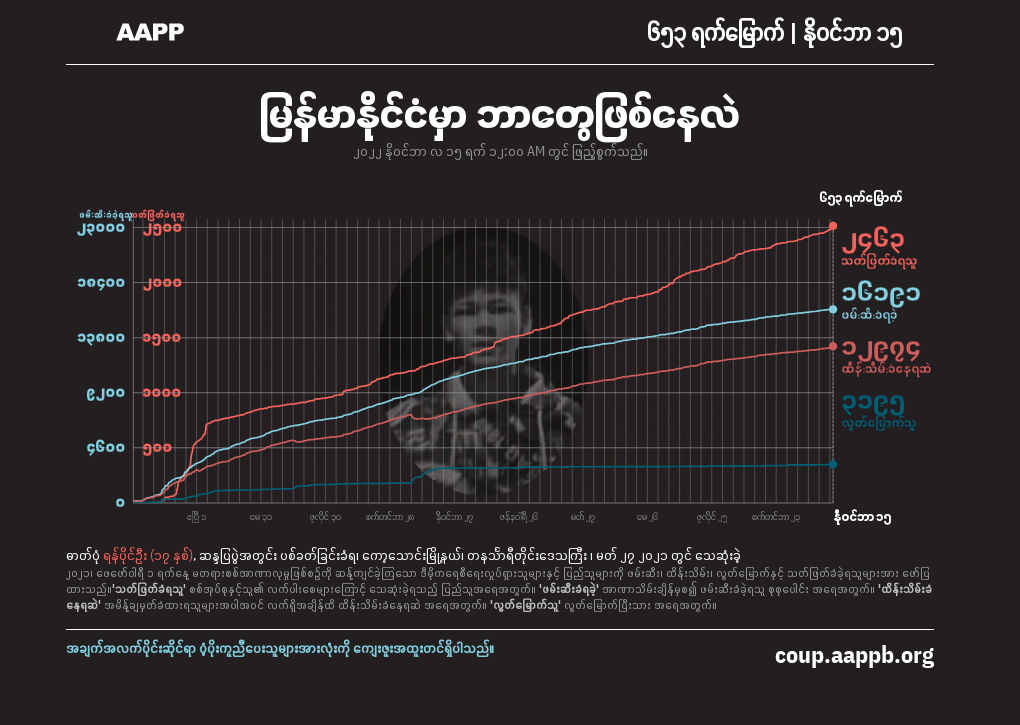 AAPP
၆၅၃ ရက်မြောက် | နိုဝင်ဘာ ၁၅
မြန်မာနိုင်ငံမှာ ဘာတွေဖြစ်နေလဲ
၂၀၂၂ နိုဝင်ဘာ လ ၁၅ ရက် ၁၂:၀၀ AM တွင် ဖြည့်စွက်သည်။
၆၅၃ ရက်မြောက်
ဖမ်းဆီးခံခဲ့ရသူ
သတ်ဖြတ်ခံရသူ
၂၃၀၀၀ ၂၅၀၀
၁၈၄၀၀ ၂၀၀၀
၁၃၈၀၀ ၁၅၀၀
၉၂၀၀ ၁၀၀၀
၄၆၀၀ ၅၀၀
၀
၂၄၆၃
သတ်ဖြတ်ခံရသူ
၁၆၁၉၁
ဖမ်းဆီးခံရခဲ့
၁၂၉၇၄
ထိန်းသိမ်းခံနေရဆဲ
၃၁၉၅
လွတ်မြောက်သူ
ဧပြီ ၁ မေ ၃၁ ဇူလိုင် ၃၀ စက်တင်ဘာ ၂၈ နိုဝင်ဘာ ၂၇ ဇန်နဝါရီ ၂၆ မတ် ၂၇ မေ ၂၆ ဇူလိုင် ၂၅ စက်တင်ဘာ ၂၃ နိုဝင်ဘာ ၁၅
ဓာတ်ပုံ ရန်ပိုင်ဦး (၁၇ နှစ်), ဆန္ဒပြပွဲအတွင်း ပစ်ခတ်ခြင်းခံရ၊ ကော့သောင်းမြို့နယ်၊ တနင်္သာရီတိုင်းဒေသကြီး ၊ မတ် ၂၇ ၂၀၂၁ တွင် သေဆုံးခဲ့
၂၀၂၁၊ ဖေဖော်ဝါရီ ၁ ရက်နေ့ မတရားစစ်အာဏာလုမှုဖြစ်စဉ်ကို ဆန့်ကျင်ခဲ့ကြသော ဒီမိုကရေစီရေးလှုပ်ရှားသူများနှင့် ပြည်သူများကို ဖမ်းဆီး၊ ထိန်းသိမ်း၊ လွတ်မြောက်နှင့် သတ်ဖြတ်ခံခဲ့ရသူများအား ဖော်ပြ
ထားသည်။'သတ်ဖြတ်ခံရသူ' စစ်အုပ်စုနှင့်သူ၏ လက်ပါးစေများကြောင့် သေဆုံးခဲ့ရသည့် ပြည်သူအရေအတွက်။ 'ဖမ်းဆီးခံရခဲ့' အာဏာသိမ်းချိန်မှစ၍ ဖမ်းဆီးခံခဲ့ရသူ စုစုပေါင်း အရေအတွက်။ 'ထိန်းသိမ်းခံ
နေရဆဲ' အမိန့်ချမှတ်ခံထားရသူများအပါအဝင် လက်ရှိအချိန်ထိ ထိန်းသိမ်းခံနေရဆဲ အရေအတွက်။ 'လွတ်မြောက်သူ' လွတ်မြောက်ပြီးသား အရေအတွက်။
အချက်အလက်ပိုင်းဆိုင်ရာ ပံ့ပိုးကူညီပေးသူများအားလုံးကို ကျေးဇူးအထူးတင်ရှိပါသည်။
coup.aappb.org